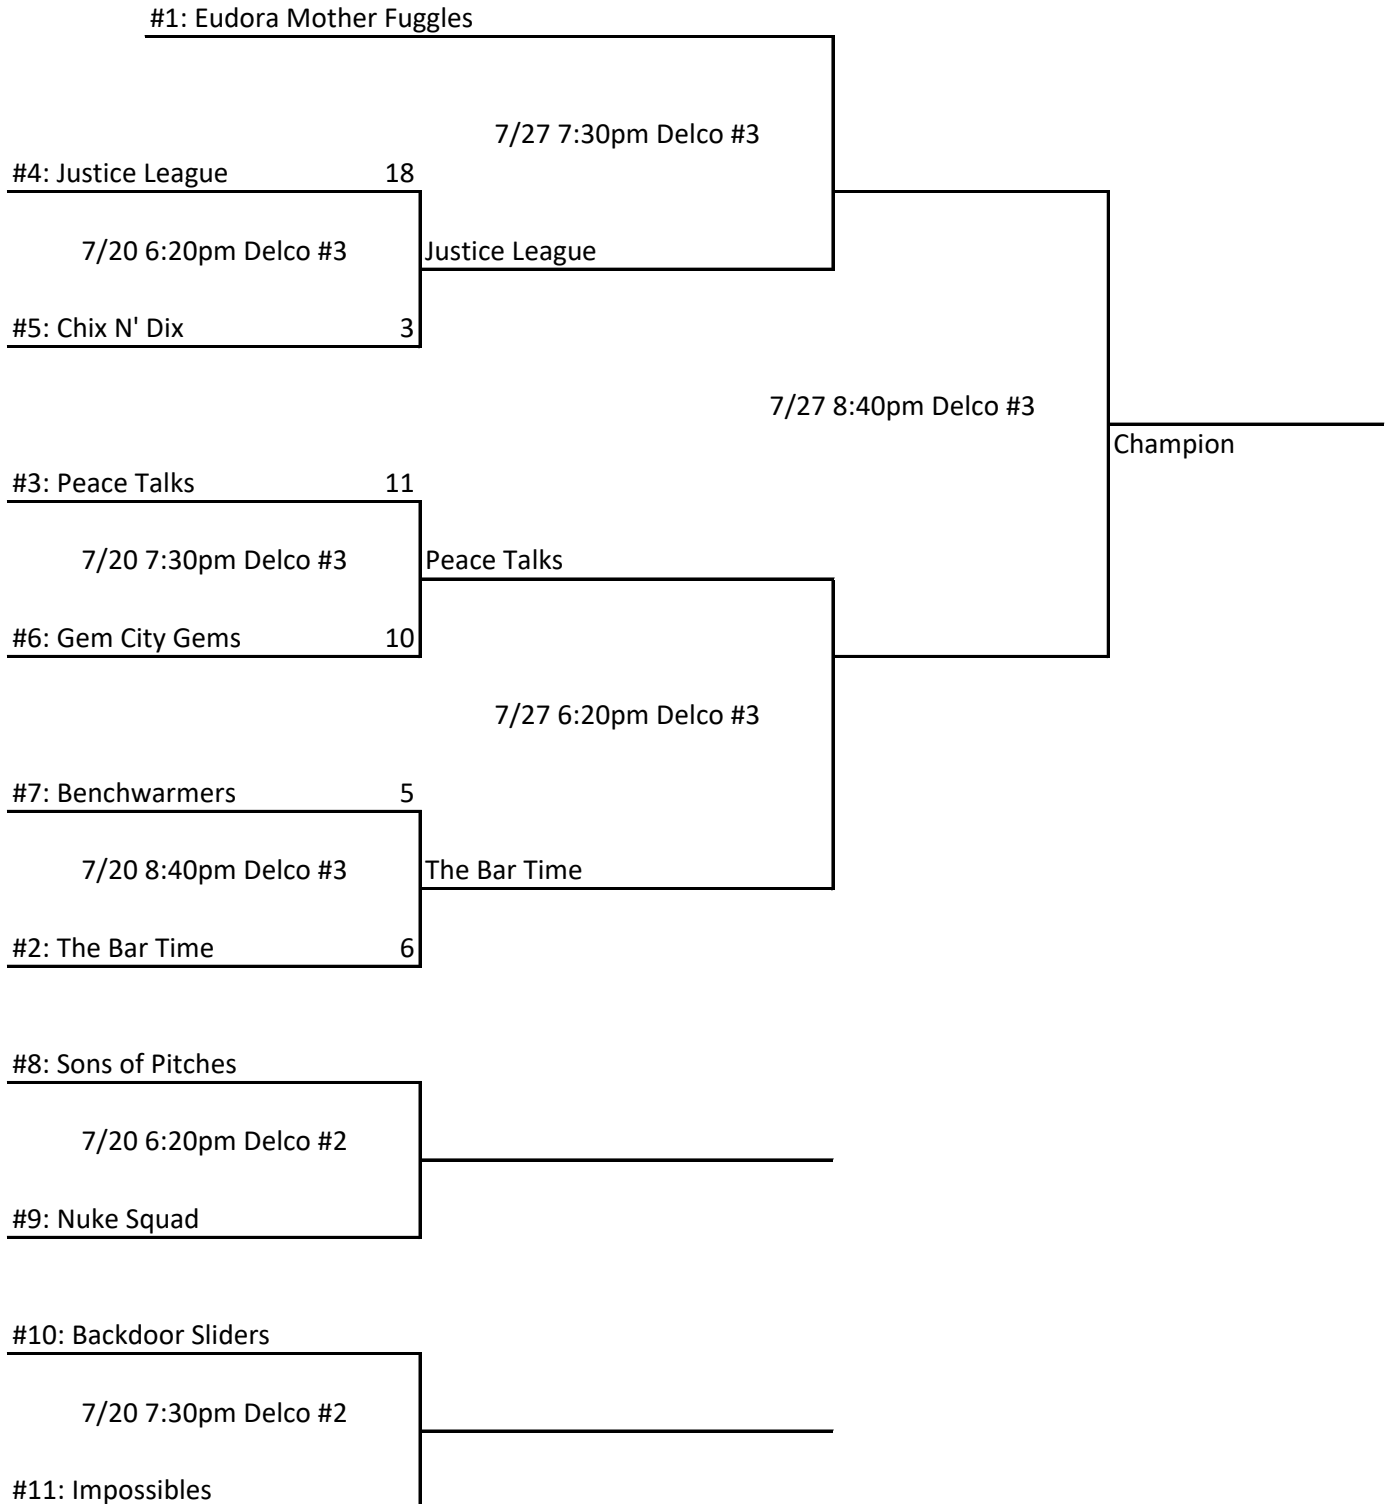 #1: Eudora Mother Fuggles
7/27 7:30pm Delco #3
#4: Justice League 18
7/20 6:20pm Delco #3
Justice League
#5: Chix N' Dix 3
7/27 8:40pm Delco #3
Champion
#3: Peace Talks 11
7/20 7:30pm Delco #3
Peace Talks
#6: Gem City Gems 10
7/27 6:20pm Delco #3
#7: Benchwarmers 5
7/20 8:40pm Delco #3
The Bar Time
#2: The Bar Time 6
#8: Sons of Pitches
7/20 6:20pm Delco #2
#9: Nuke Squad
#10: Backdoor Sliders
7/20 7:30pm Delco #2
#11: Impossibles